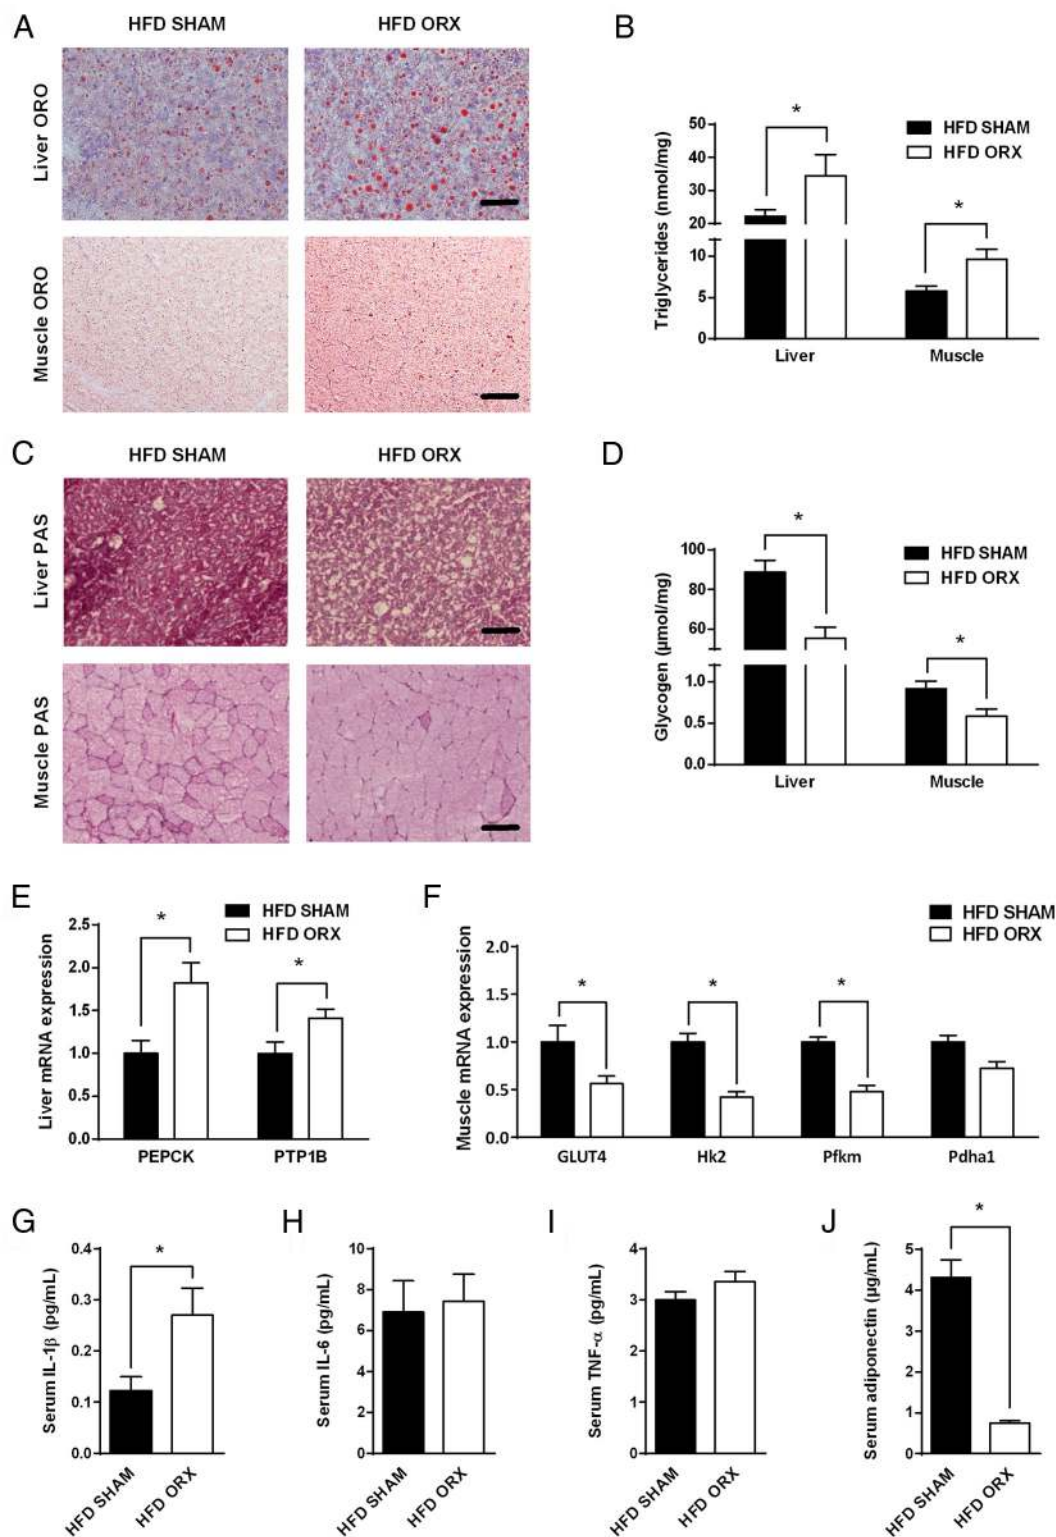 A
HFD SHAM
HFD ORX
Liver ORO
Muscle ORO
B
Triglycerides (nmol/mg)
50
40
30
20
10
5
0
*
*
HFD SHAM
HFD ORX
Liver
Muscle
C
HFD SHAM
HFD ORX
Liver PAS
Muscle PAS
D
Glycogen (µmol/mg)
100
80
60
1.0
0.5
0.0
*
*
HFD SHAM
HFD ORX
Liver
Muscle
E
Liver mRNA expression
2.5
2.0
1.5
1.0
0.5
0.0
*
*
HFD SHAM
HFD ORX
PEPCK
PTP1B
F
Muscle mRNA expression
2.0
1.5
1.0
0.5
0.0
*
*
*
HFD SHAM
HFD ORX
GLUT4
Hk2
Pfkm
Pdha1
G
Serum IL-1β (pg/mL)
0.4
0.3
0.2
0.1
0.0
*
HFD SHAM
HFD ORX
H
Serum IL-6 (pg/mL)
10
8
6
4
2
0
HFD SHAM
HFD ORX
I
Serum TNF-α (pg/mL)
4
3
2
1
0
HFD SHAM
HFD ORX
J
Serum adiponectin (µg/mL)
5
4
3
2
1
0
*
HFD SHAM
HFD ORX